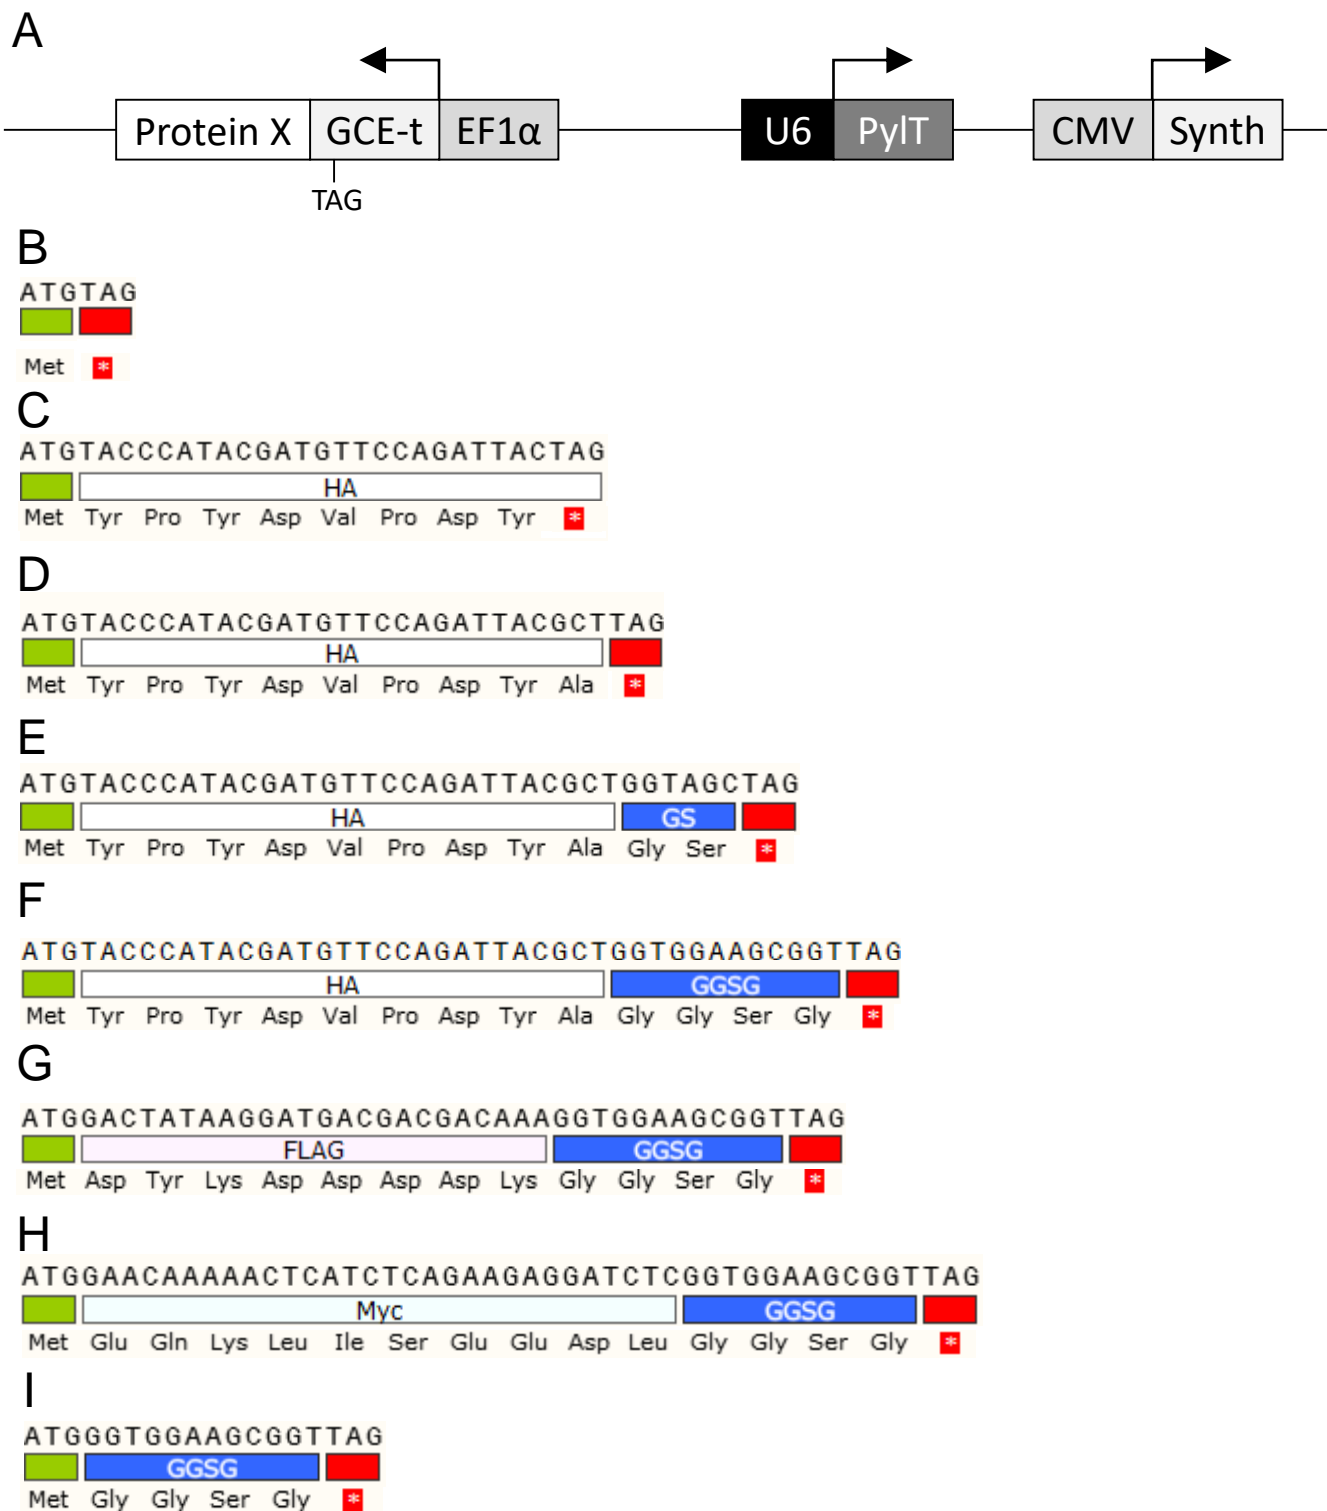 A
Protein X GCE-t EF1α U6 PylT CMV Synth
TAG
B
ATGTAG
Met *
C
ATGTACCCATACGATGTTCCAGATTACTAG
HA
Met Tyr Pro Tyr Asp Val Pro Asp Tyr *
D
ATGTACCCATACGATGTTCCAGATTACGCTTAG
HA
Met Tyr Pro Tyr Asp Val Pro Asp Tyr Ala *
E
ATGTACCCATACGATGTTCCAGATTACGCTGGTAGCTAG
HA GS
Met Tyr Pro Tyr Asp Val Pro Asp Tyr Ala Gly Ser *
F
ATGTACCCATACGATGTTCCAGATTACGCTGGTGGAAGCGGTTAG
HA GGSG
Met Tyr Pro Tyr Asp Val Pro Asp Tyr Ala Gly Gly Ser Gly *
G
ATGGACTATAAGGATGACGACGACAAAGGTGGAAGCGGTTAG
FLAG GGSG
Met Asp Tyr Lys Asp Asp Asp Asp Lys Gly Gly Ser Gly *
H
ATGGAACAAAAACTCATCTCAGAAGAGGATCTCGGTGGAAGCGGTTAG
Myc GGSG
Met Glu Gln Lys Leu Ile Ser Glu Glu Asp Leu Gly Gly Ser Gly *
I
ATGGGTGGAAGCGGTTAG
GGSG
Met Gly Gly Ser Gly *